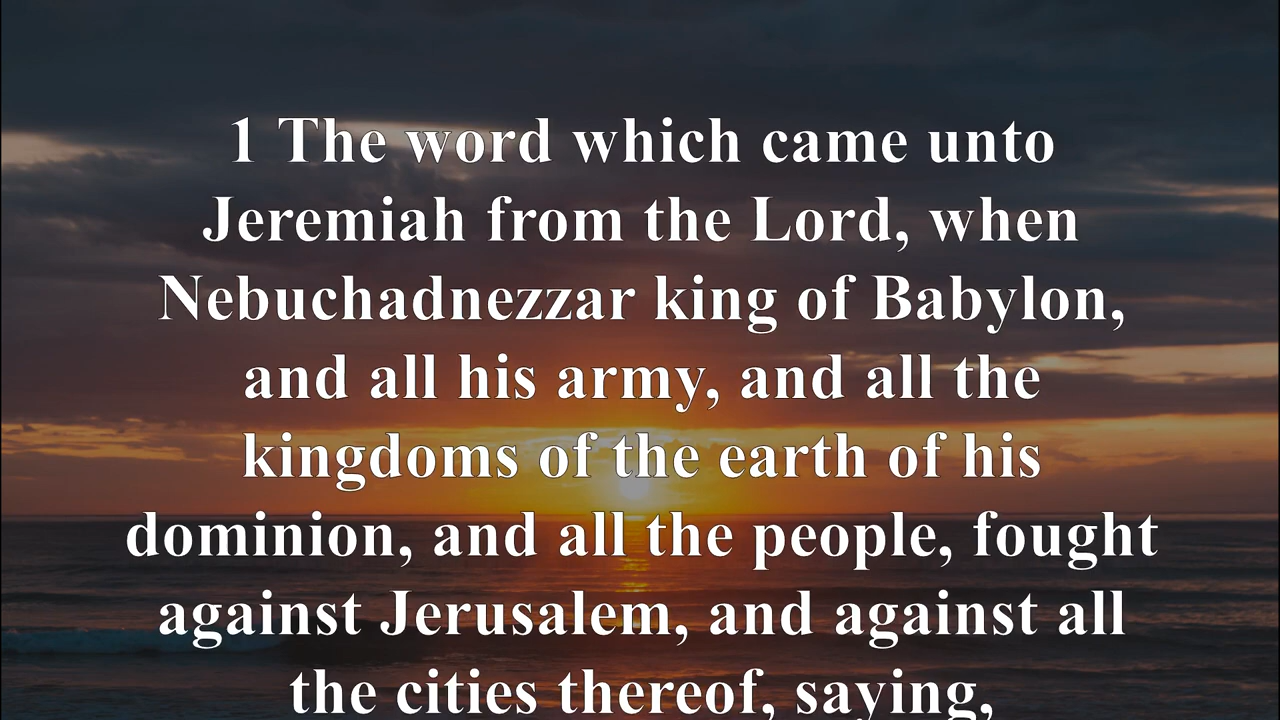 1 The word which came unto
Jeremiah from the Lord, when
Nebuchadnezzar king of Babylon,
and all his army, and all the
kingdoms of the earth of his
dominion, and all the people, fought
against Jerusalem, and against all
the cities thereof, saying,